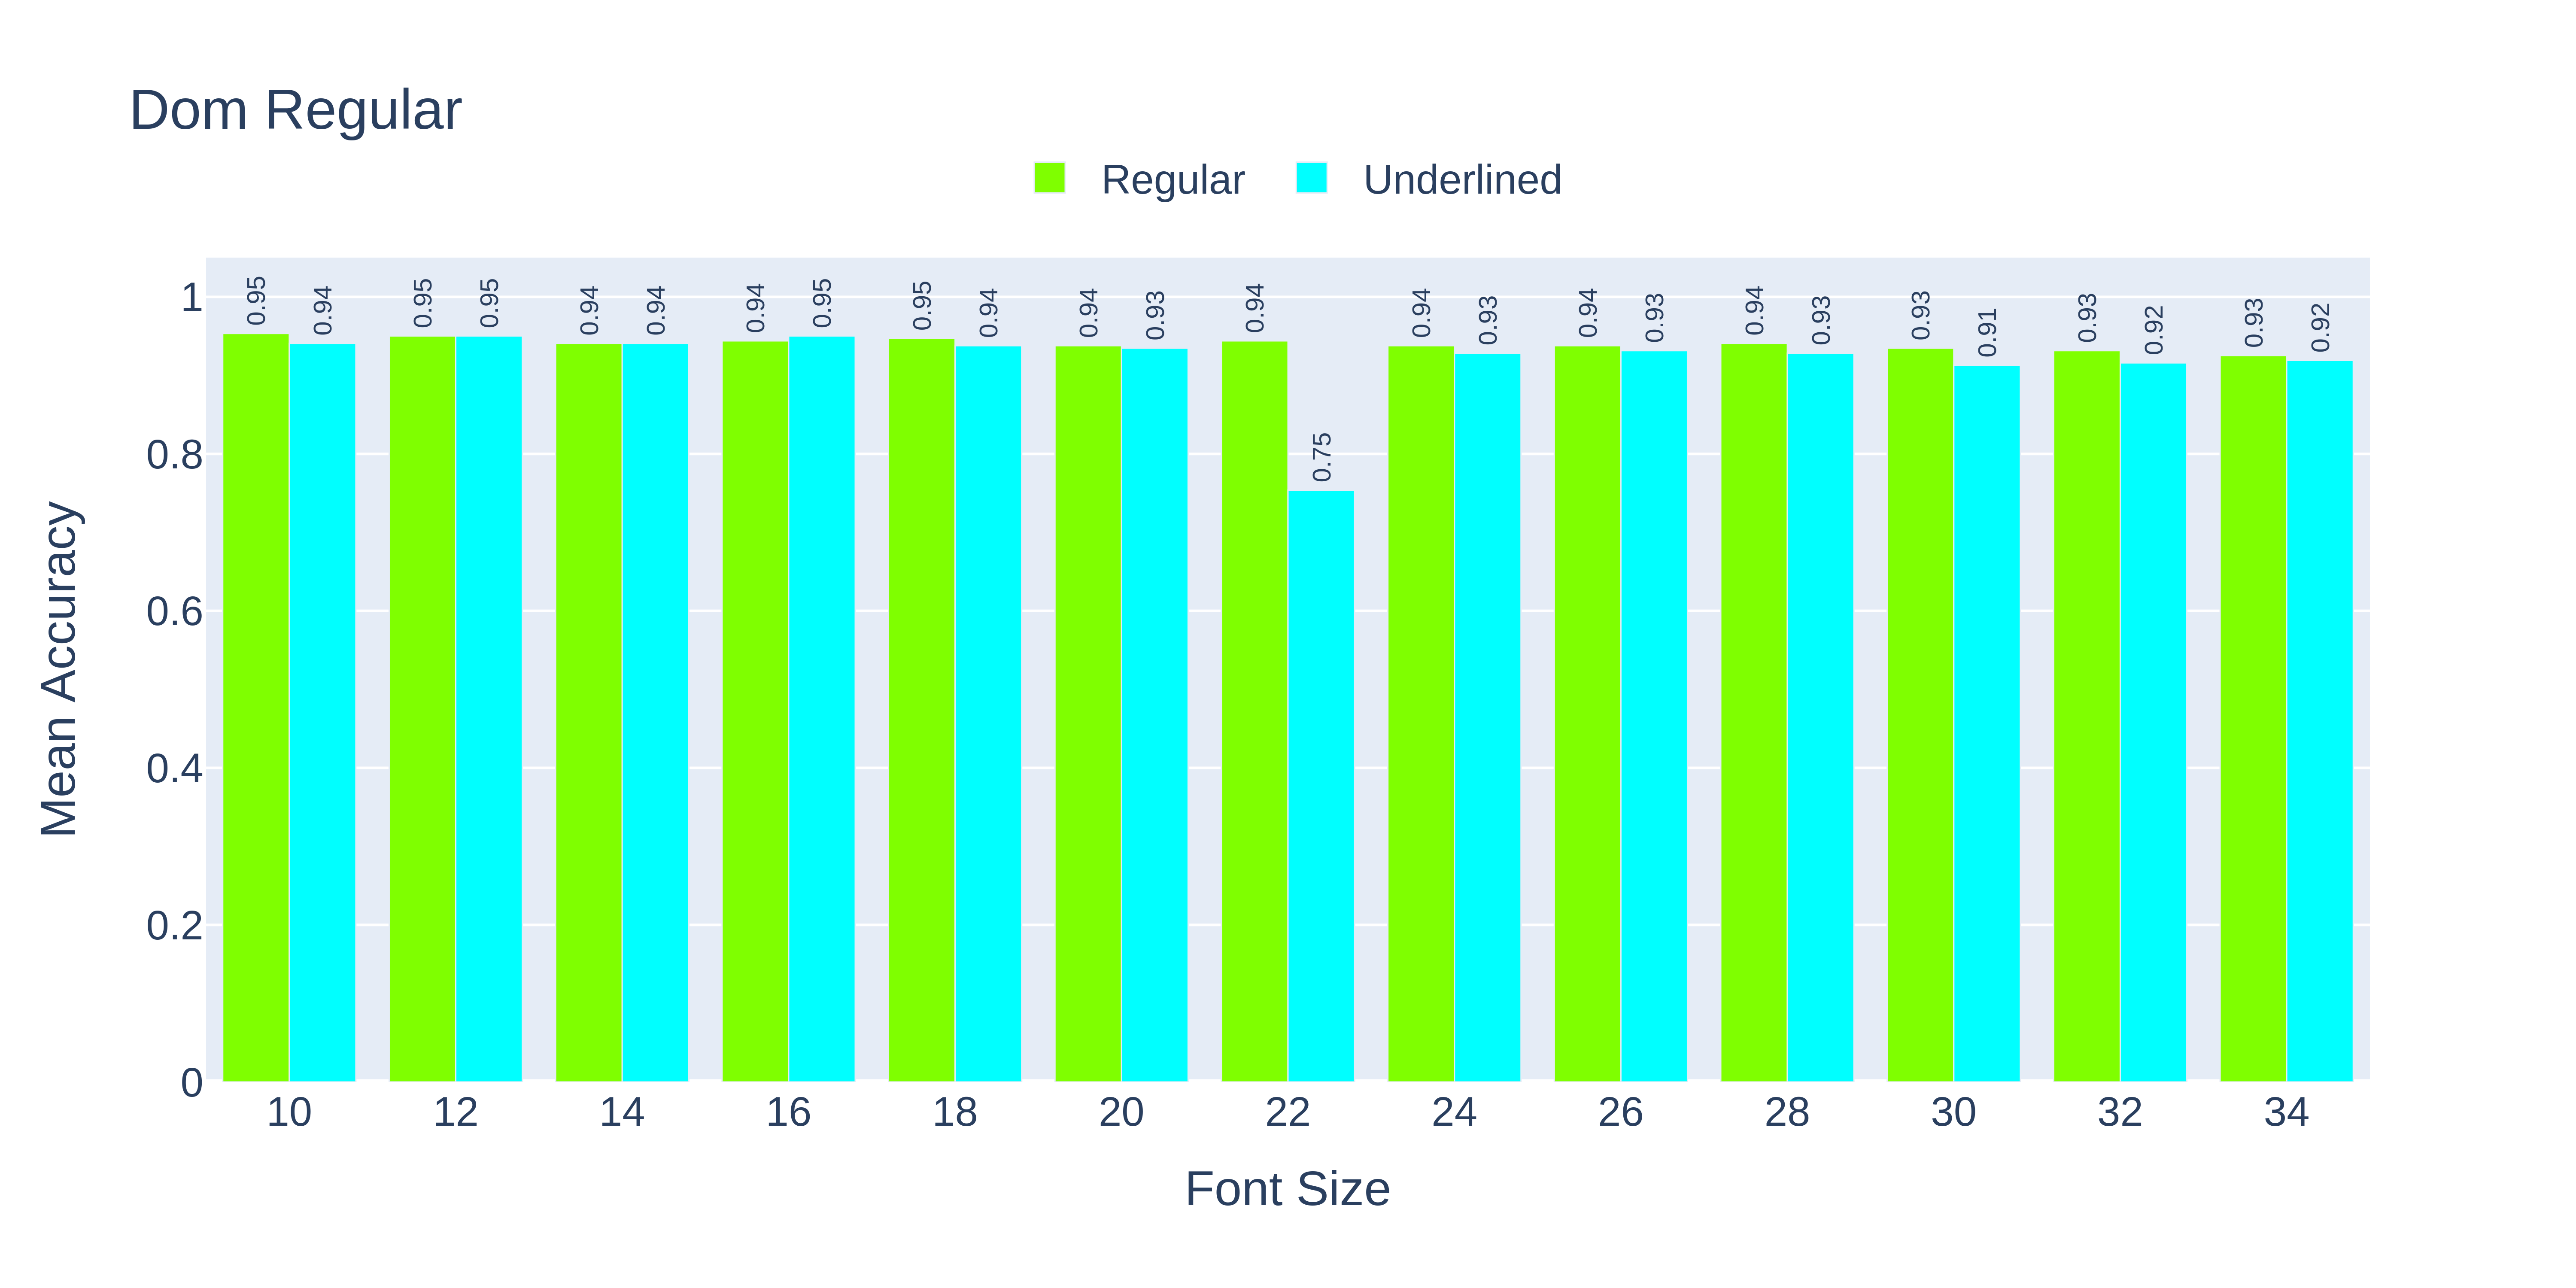 Dom Regular
Regular Underlined
0.95 0.94 0.95 0.95 0.94 0.94 0.94 0.95 0.95 0.94 0.94 0.93 0.94 0.75 0.94 0.93 0.94 0.93 0.94 0.93 0.93 0.91 0.93 0.92 0.93 0.92
1
0.8
0.6
0.4
0.2
0
Mean Accuracy
10 12 14 16 18 20 22 24 26 28 30 32 34
Font Size